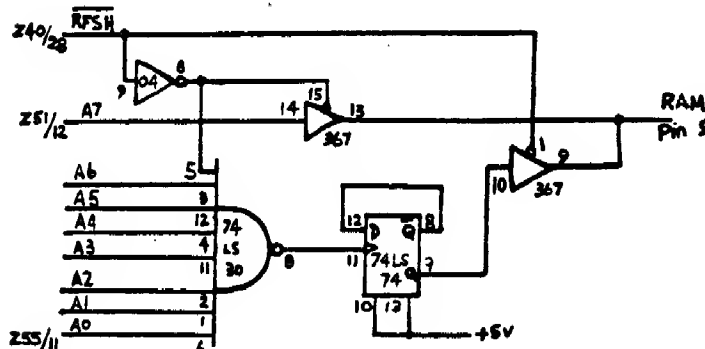 RFSH
Z40/28
9
04
8
15
Z51/12
A7
14
13
367
RAM
Pin
1
9
10
367
A6
5
A5
3
A4
12
74
A3
4
LS
11
30
8
A2
A1
2
A0
1
Z55/11
6
12
D
Q
8
11
74LS
74
Q
10
13
+5V